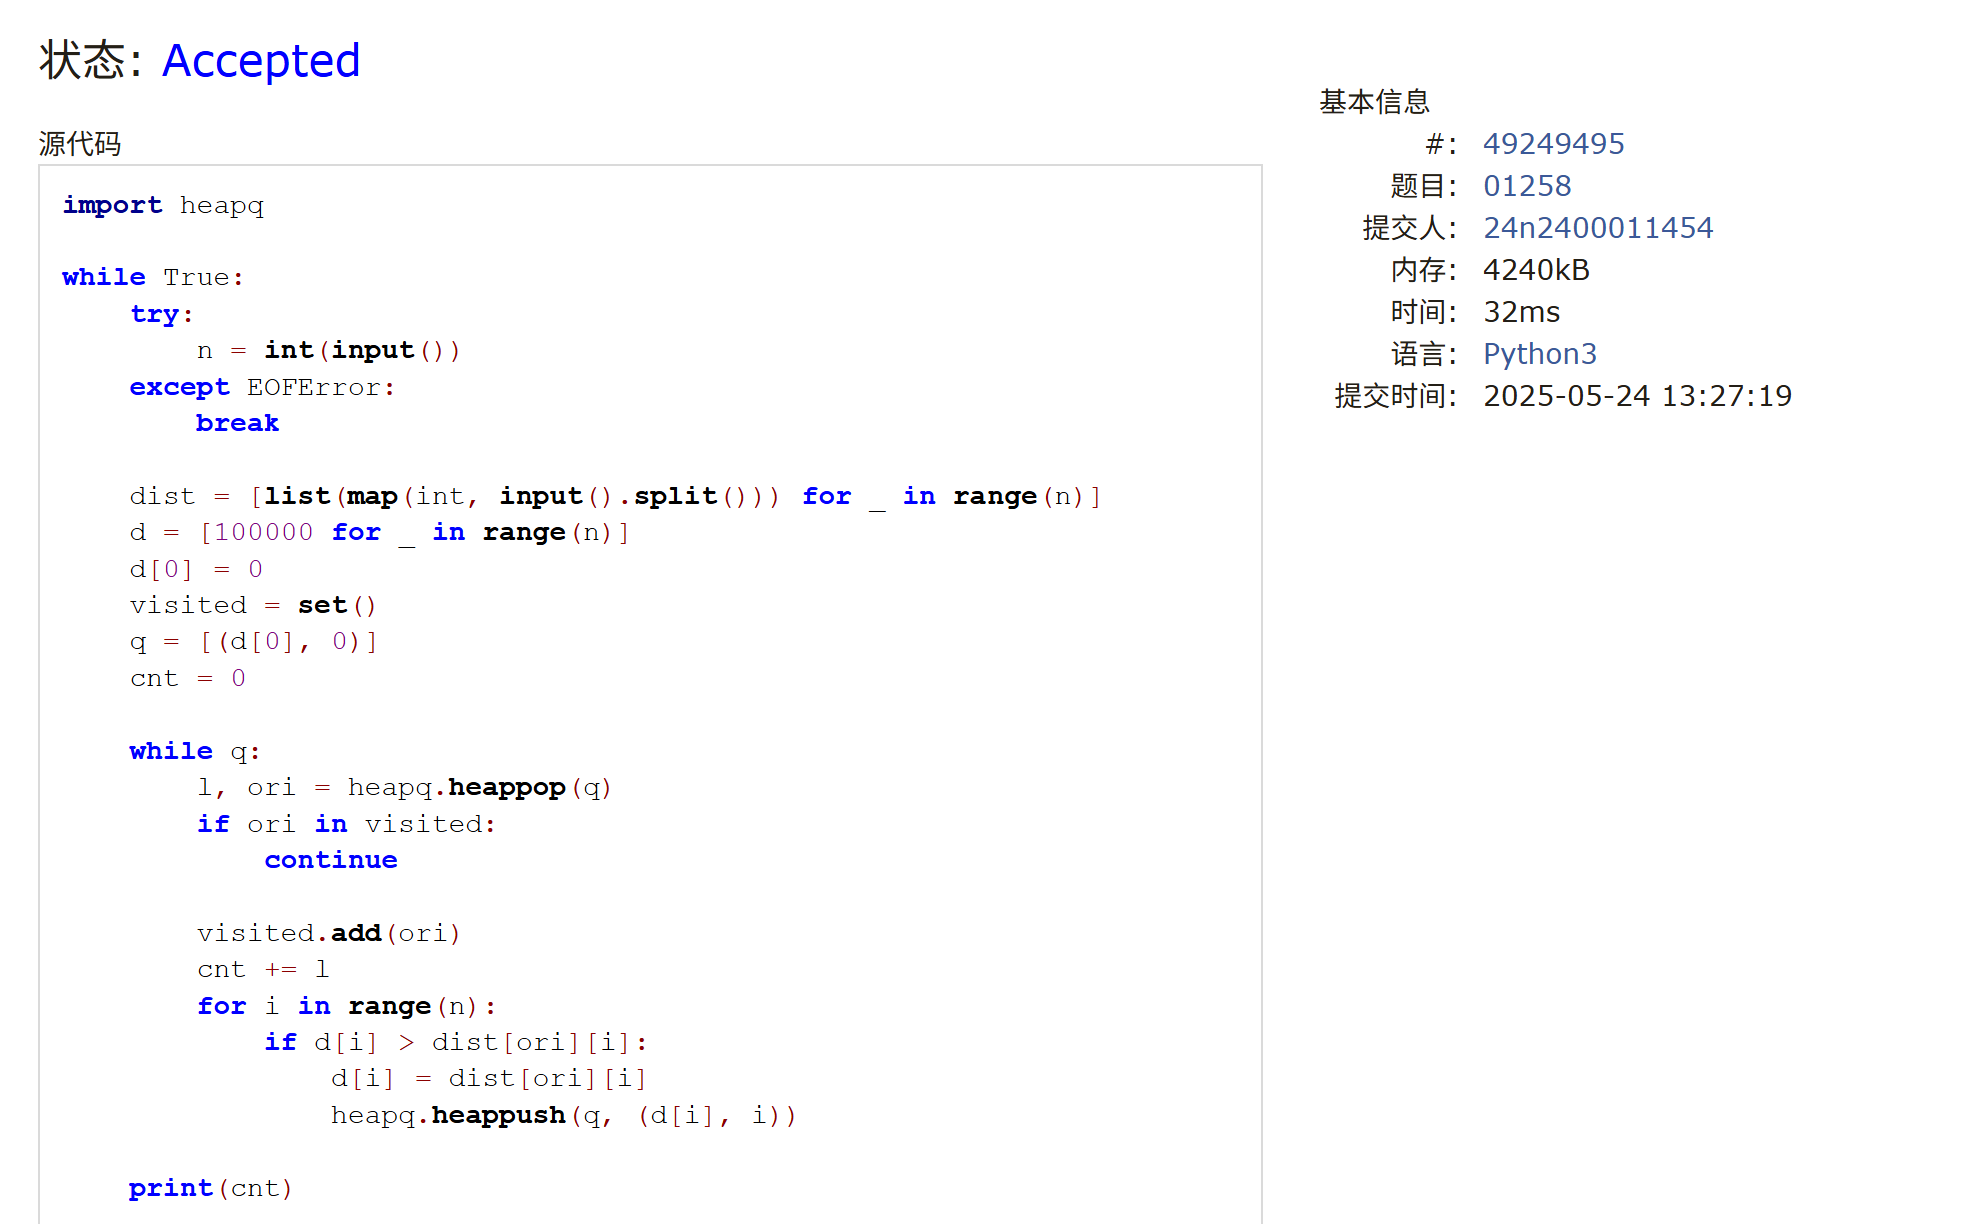 状态: Accepted
源代码
import heapq

while True:
    try:
        n = int(input())
    except EOFError:
        break

    dist = [list(map(int, input().split())) for _ in range(n)]
    d = [100000 for _ in range(n)]
    d[0] = 0
    visited = set()
    q = [(d[0], 0)]
    cnt = 0

    while q:
        l, ori = heapq.heappop(q)
        if ori in visited:
            continue

        visited.add(ori)
        cnt += l
        for i in range(n):
            if d[i] > dist[ori][i]:
                d[i] = dist[ori][i]
                heapq.heappush(q, (d[i], i))

    print(cnt)
基本信息
#: 49249495
题目: 01258
提交人: 24n2400011454
内存: 4240kB
时间: 32ms
语言: Python3
提交时间: 2025-05-24 13:27:19